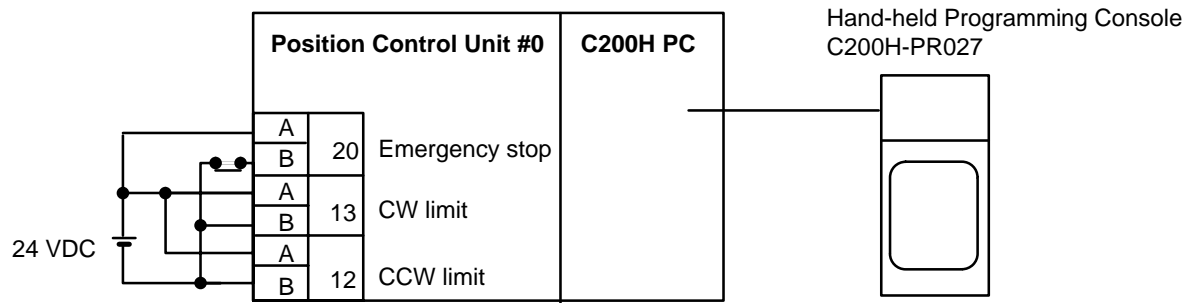 Hand-held Programming Console
C200H-PR027
Position Control Unit #0
C200H PC
A
B
20
Emergency stop
A
B
13
CW limit
A
B
12
CCW limit
24 VDC